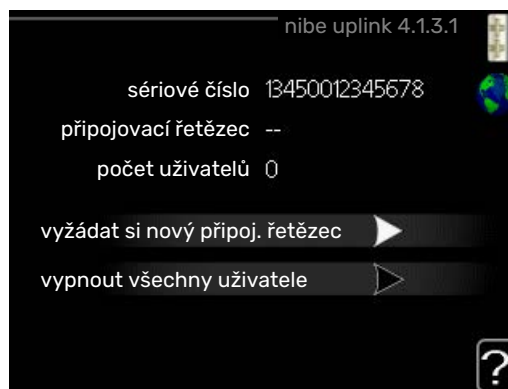 nibe uplink 4.1.3.1
sériové číslo 13450012345678
připojovací řetězec --
počet uživatelů 0
vyžádat si nový připoj. řetězec
vypnout všechny uživatele
?